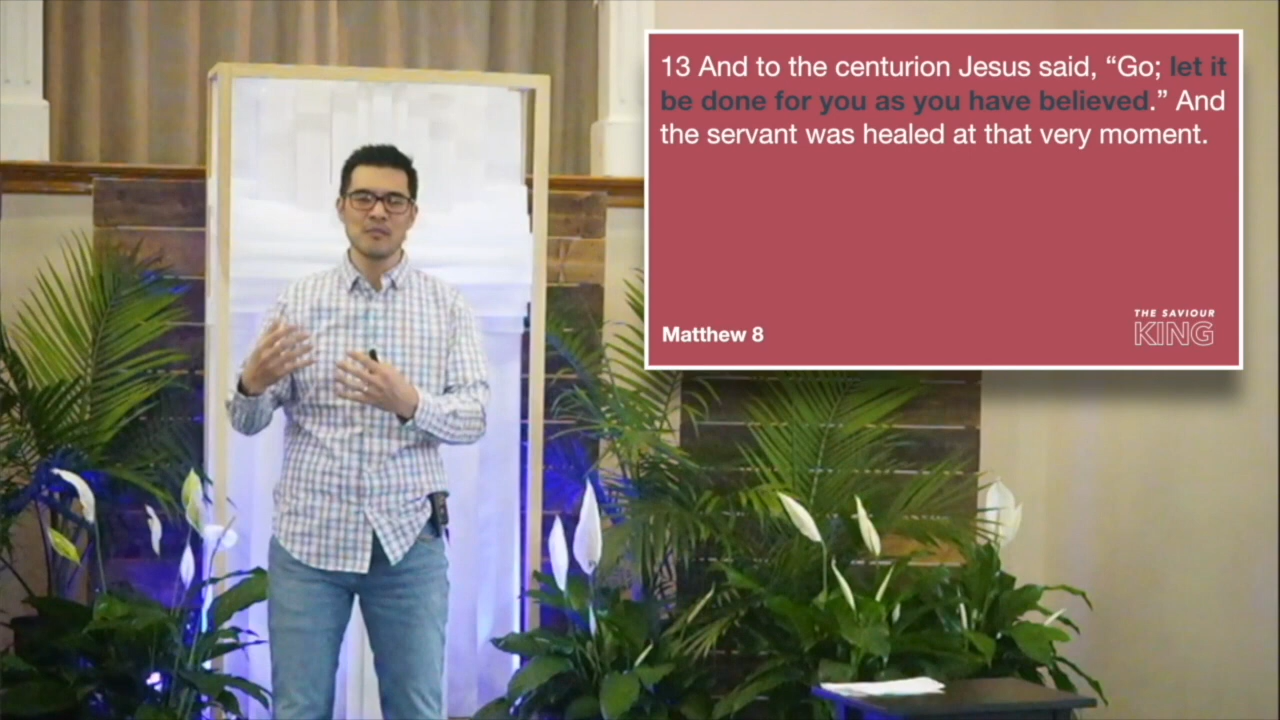 13 And to the centurion Jesus said, “Go; let it
be done for you as you have believed.” And
the servant was healed at that very moment.
Matthew 8
THE SAVIOUR
KING